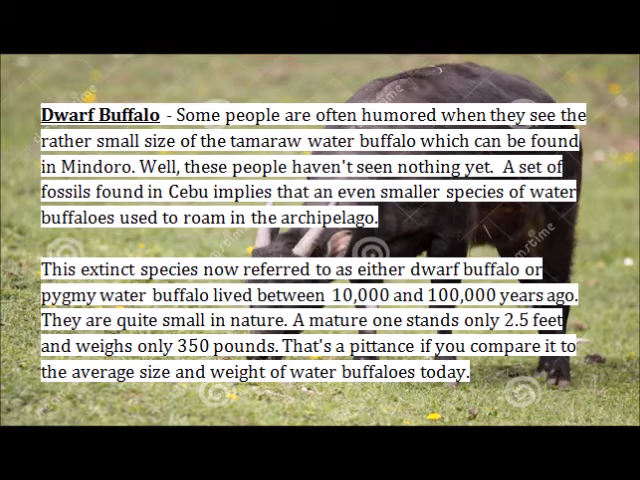 Dwarf Buffalo - Some people are often humored when they see the
rather small size of the tamaraw water buffalo which can be found
in Mindoro. Well, these people haven't seen nothing yet.  A set of
fossils found in Cebu implies that an even smaller species of water
buffaloes used to roam in the archipelago.
This extinct species now referred to as either dwarf buffalo or
pygmy water buffalo lived between 10,000 and 100,000 years ago.
They are quite small in nature. A mature one stands only 2.5 feet
and weighs only 350 pounds. That's a pittance if you compare it to
the average size and weight of water buffaloes today.